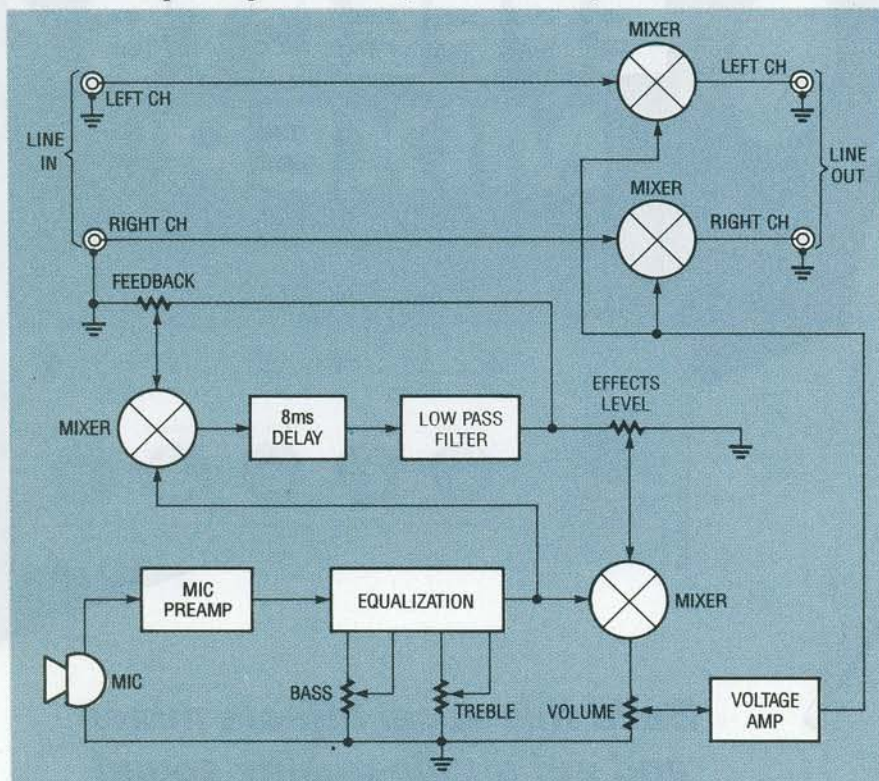 MIXER
LEFT CH
LEFT CH
LINE
IN
MIXER
LINE
OUT
RIGHT CH
RIGHT CH
FEEDBACK
EFFECTS
LEVEL
MIXER
8ms
DELAY
LOW PASS
FILTER
MIC
PREAMP
EQUALIZATION
MIXER
MIC
BASS
TREBLE
VOLUME
VOLTAGE
AMP